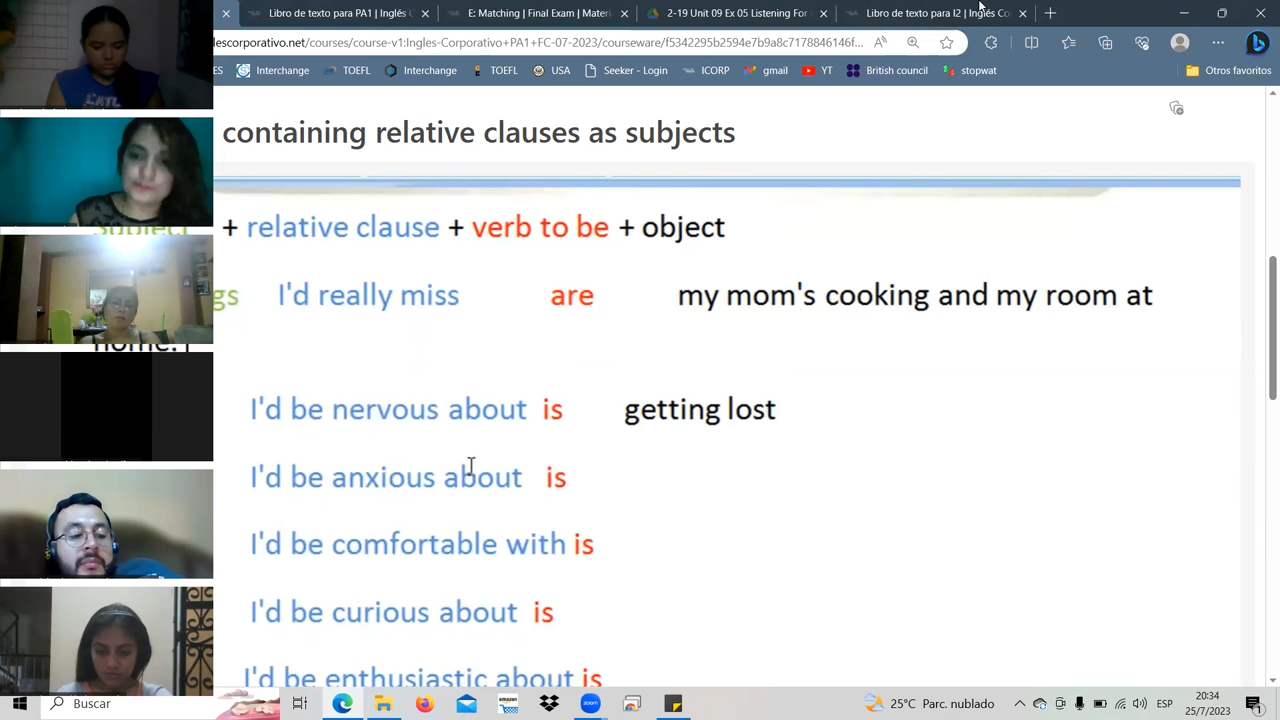 Libro de texto para PA1 | Inglés C
E: Matching | Final Exam | Materi
2-19 Unit 09 Ex 05 Listening For
Libro de texto para I2 | Inglés Co
lescorporativo.net/courses/course-v1:Ingles-Corporativo+PA1+FC-07-2023/courseware/f5342295b2594e7b9a8c7178846146f...
ES Interchange TOEFL Interchange TOEFL USA Seeker - Login ICORP gmail YT British council stopwat Otros favoritos
containing relative clauses as subjects
Subject + relative clause + verb to be + object
gs I'd really miss are my mom's cooking and my room at
home.
I'd be nervous about is getting lost
I'd be anxious about is
I'd be comfortable with is
I'd be curious about is
I'd be enthusiastic about is
Buscar
25°C Parc. nublado
ESP
20:34
25/7/2023